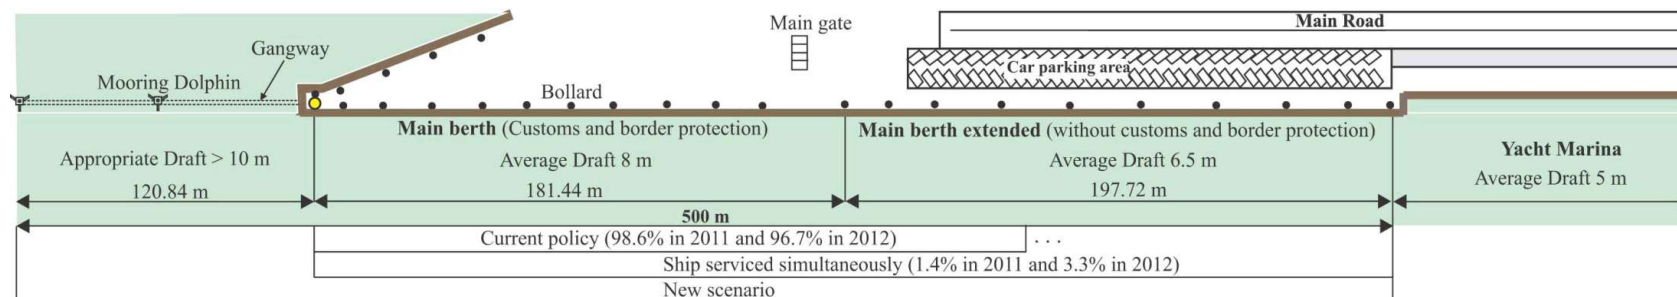 Main Road
Main gate
Gangway
Car parking area
Mooring Dolphin
Bollard
Main berth (Customs and border protection)
Main berth extended (without customs and border protection)
Appropriate Draft > 10 m
Average Draft 8 m
Average Draft 6.5 m
Yacht Marina
Average Draft 5 m
120.84 m
181.44 m
197.72 m
500 m
Current policy (98.6% in 2011 and 96.7% in 2012)
. . .
Ship serviced simultaneously (1.4% in 2011 and 3.3% in 2012)
New scenario